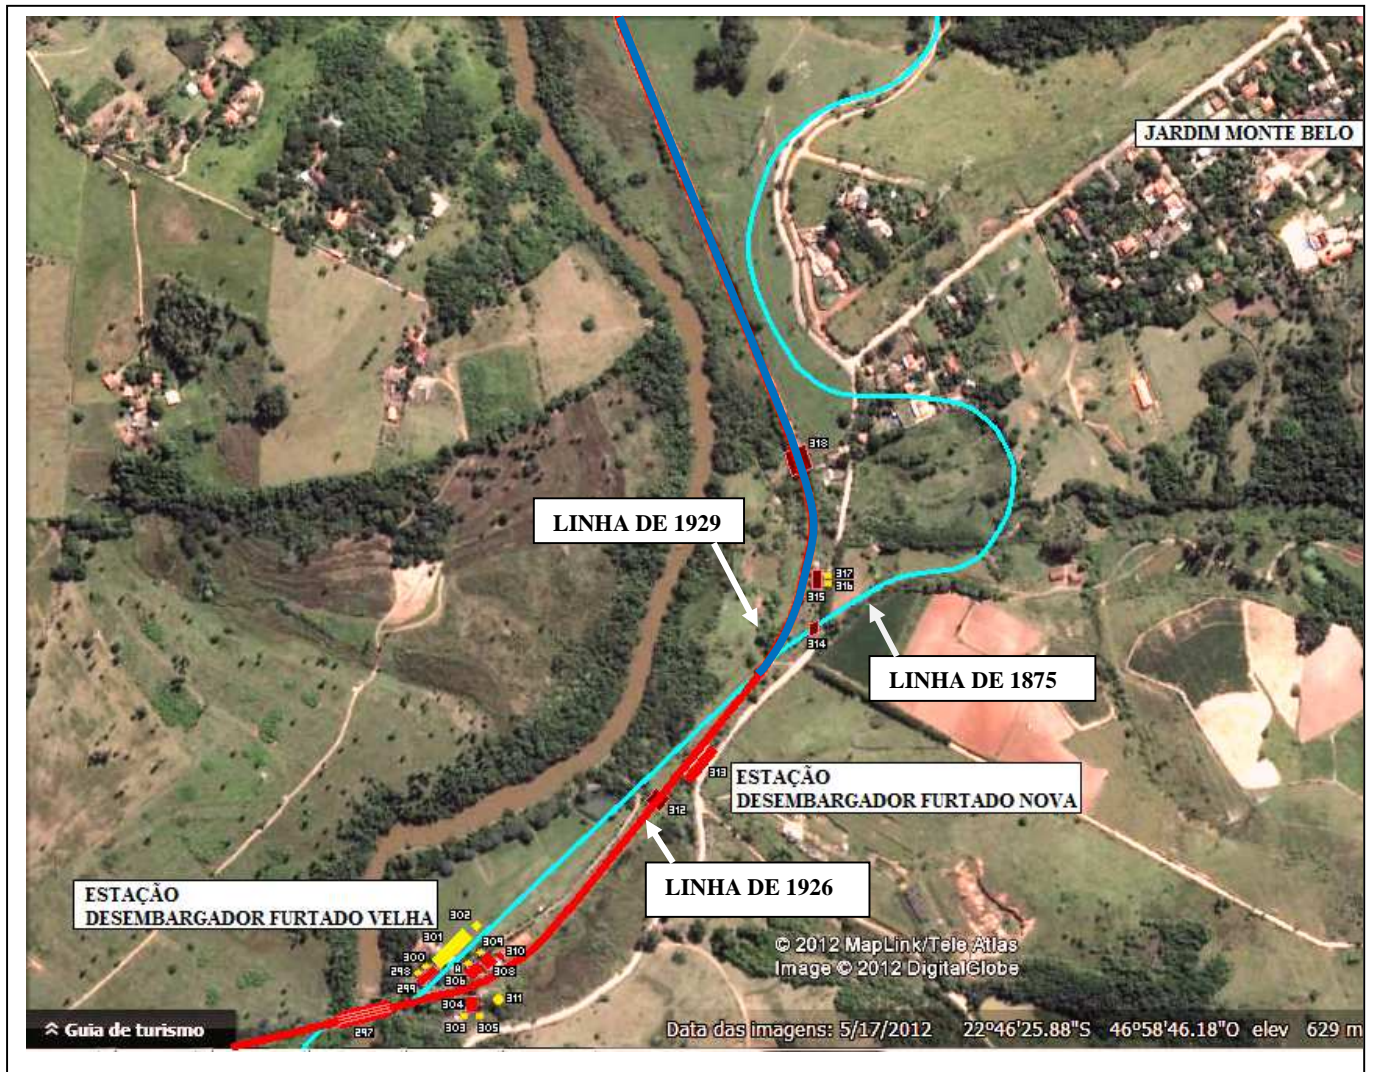 JARDIM MONTE BELO
318
LINHA DE 1929
317
316
315
314
LINHA DE 1875
313
ESTAÇÃO
DESEMBARGADOR FURTADO NOVA
312
LINHA DE 1926
ESTAÇÃO
DESEMBARGADOR FURTADO VELHA
302
301
309
300
310
298
A
308
306
299
304
311
303
305
297
© 2012 MapLink/Tele Atlas
Image © 2012 DigitalGlobe
Guia de turismo
Data das imagens: 5/17/2012 22º46'25.88"S 46º58'46.18"O elev 629 m